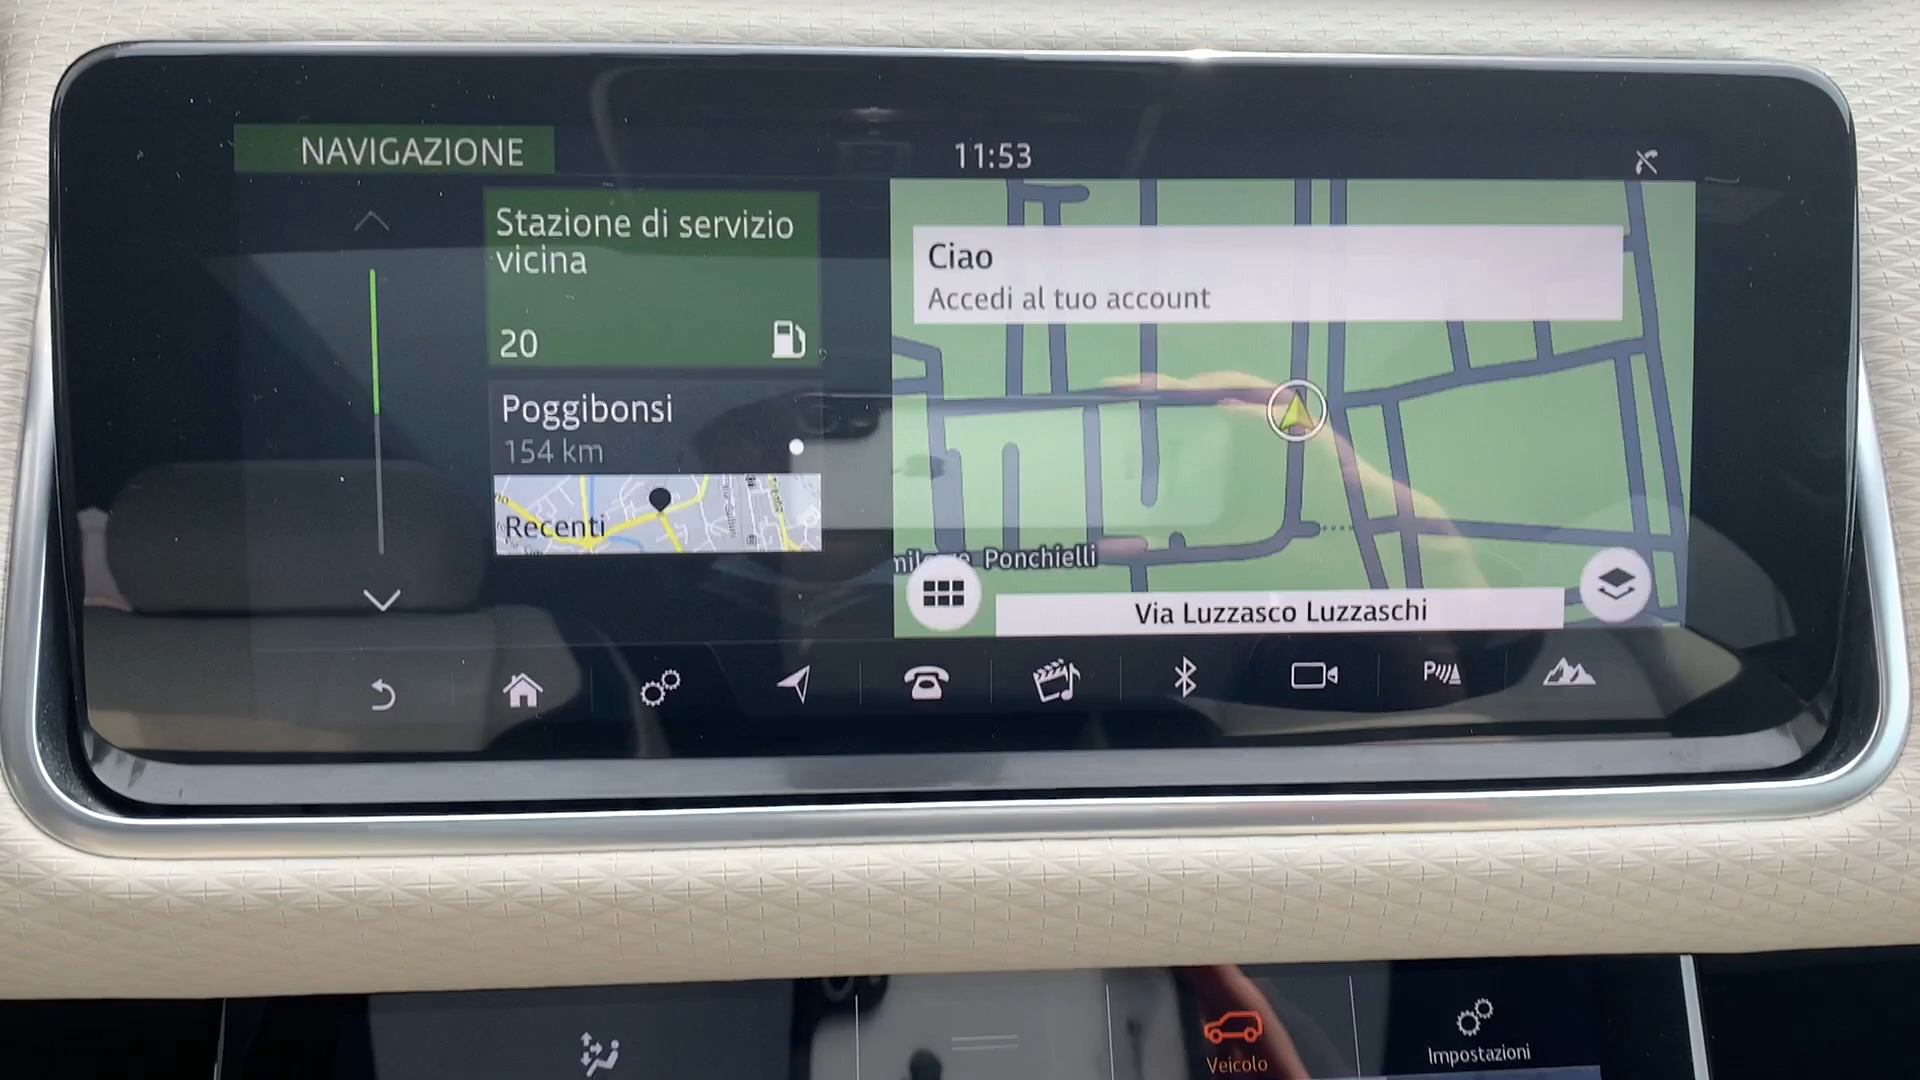 NAVIGAZIONE
11:53
Stazione di servizio
vicina
20
Poggibonsi
154 km
Recenti
Ciao
Accedi al tuo account
Ponchielli
Via Luzzasco Luzzaschi
P
Veicolo
Impostazioni